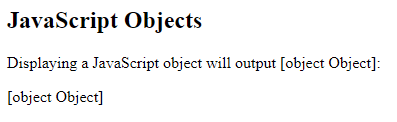 JavaScript Objects
Displaying a JavaScript object will output [object Object]:
[object Object]